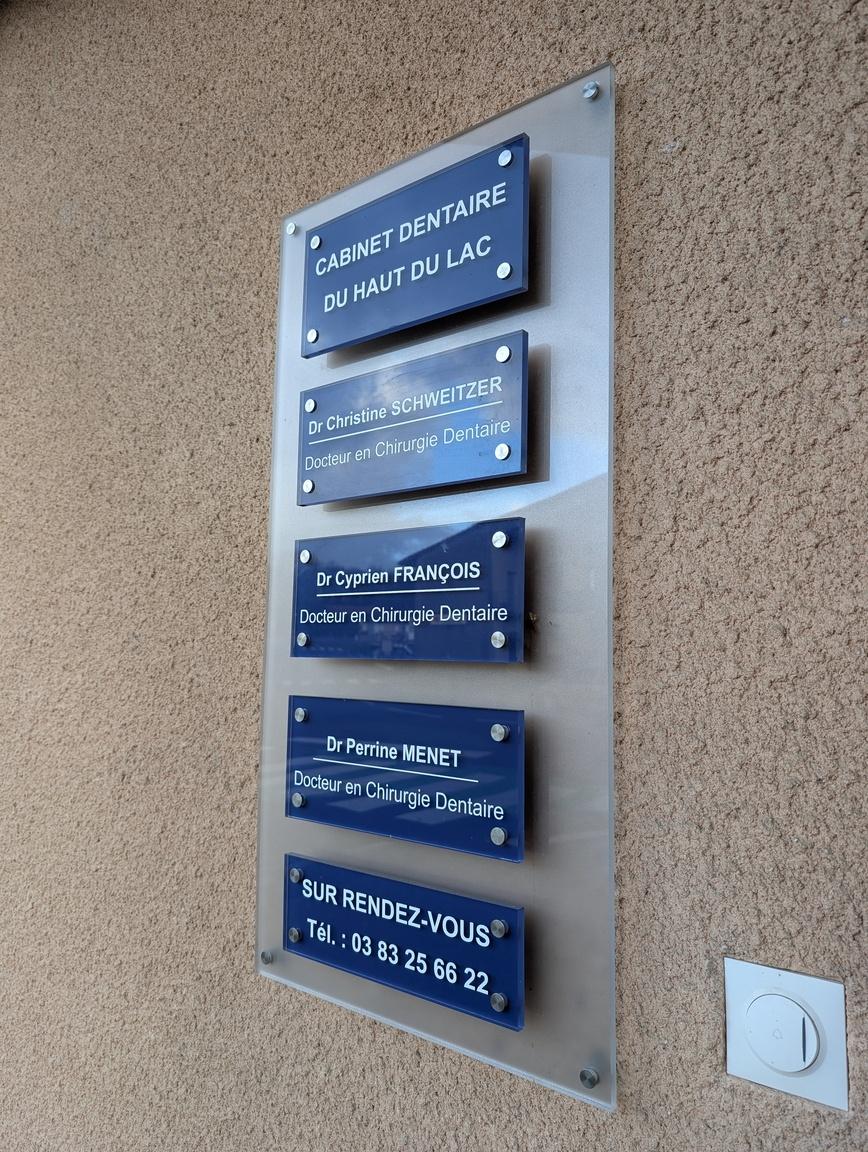 CABINET DENTAIRE
DU HAUT DU LAC
Dr Christine SCHWEITZER
Docteur en Chirurgie Dentaire
Dr Cyprien FRANÇOIS
Docteur en Chirurgie Dentaire
Dr Perrine MENET
Docteur en Chirurgie Dentaire
SUR RENDEZ-VOUS
Tél. : 03 83 25 66 22